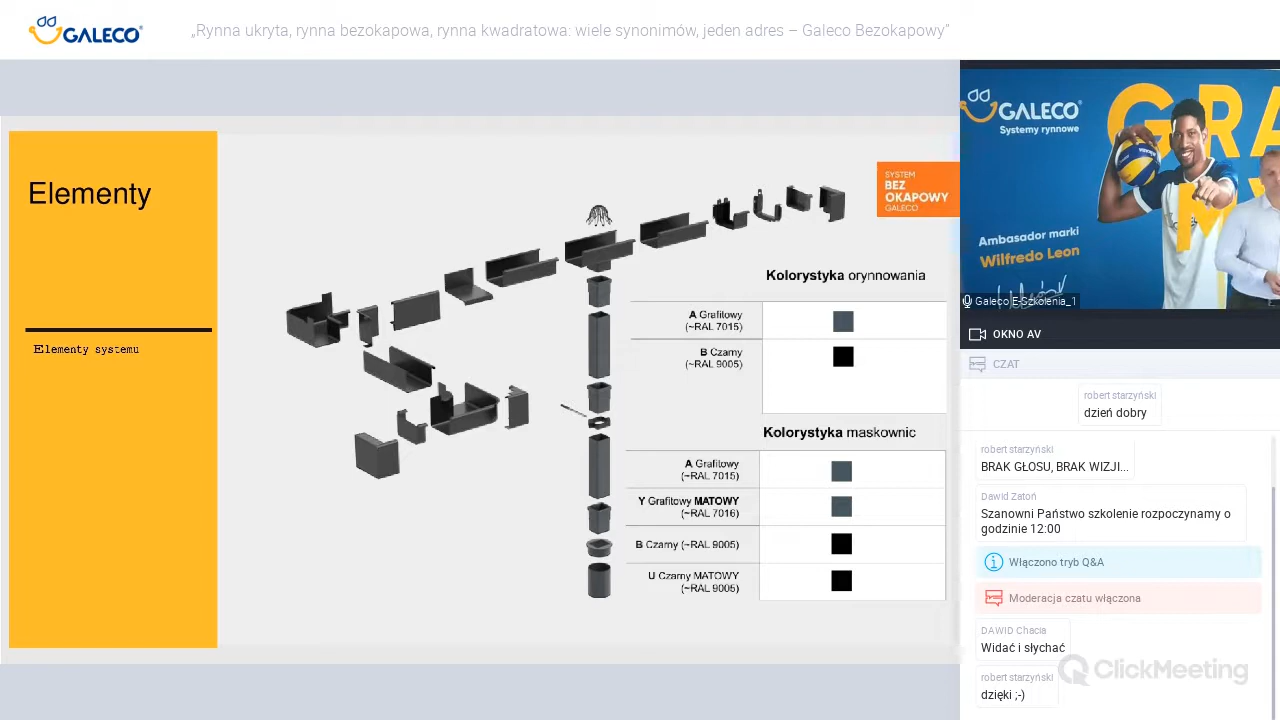 GALECO
„Rynna ukryta, rynna bezokapowa, rynna kwadratowa: wiele synonimów, jeden adres – Galeco Bezokapowy”
Elementy
Elementy systemu
SYSTEM
BEZ
OKAPOWY
GALECO
Kolorystyka orynnowania
A Grafitowy
(~RAL 7015)
B Czarny
(~RAL 9005)
Kolorystyka maskownic
A Grafitowy
(~RAL 7015)
Y Grafitowy MATOWY
(~RAL 7016)
B Czarny (~RAL 9005)
U Czarny MATOWY
(~RAL 9005)
GALECO
Systemy rynnowe
GRA
M
Ambasador marki
Wilfredo Leon
Galeco E-Szkolenia_1
OKNO AV
CZAT
robert starzyński
dzień dobry
robert starzyński
BRAK GŁOSU, BRAK WIZJI...
Dawid Zatoń
Szanowni Państwo szkolenie rozpoczynamy o
godzinie 12:00
Włączono tryb Q&A
Moderacja czatu włączona
DAWID Chacia
Widać i słychać
robert starzyński
dzięki ;-)
ClickMeeting